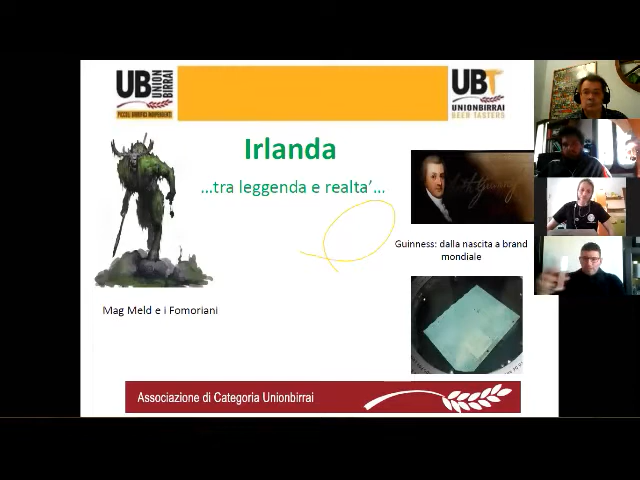 UB UNION BIRRAI
PICCOLI BIRRIFICI INDIPENDENTI
UBT
UNIONBIRRAI
BEER TASTERS
Irlanda
...tra leggenda e realta'...
Guinness: dalla nascita a brand
mondiale
Mag Meld e i Fomoriani
Associazione di Categoria Unionbirrai